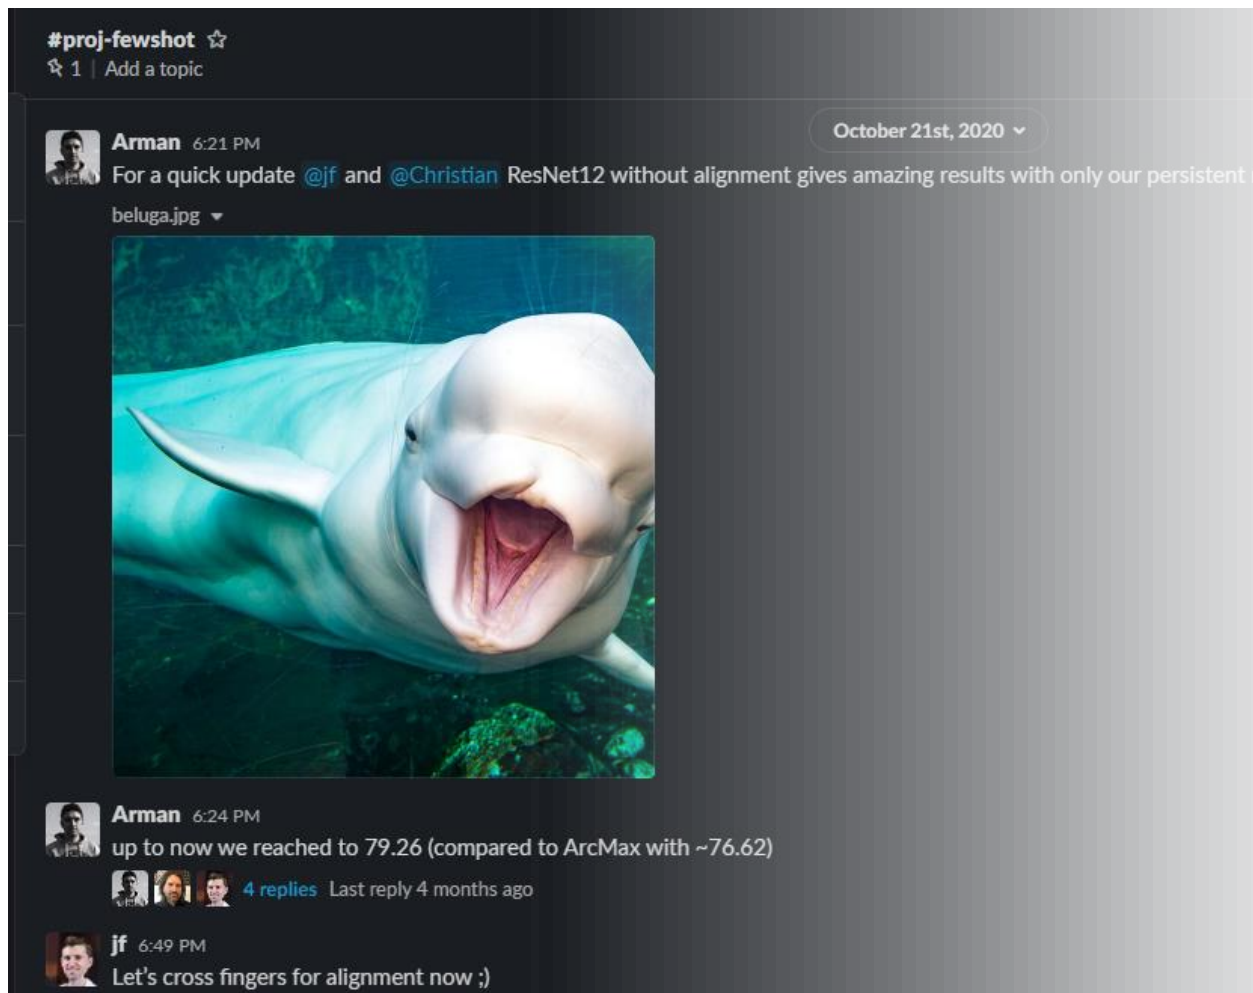 #proj-fewshot
1 | Add a topic
October 21st, 2020
Arman 6:21 PM
For a quick update @jf and @Christian ResNet12 without alignment gives amazing results with only our persistent
beluga.jpg
Arman 6:24 PM
up to now we reached to 79.26 (compared to ArcMax with ~76.62)
4 replies Last reply 4 months ago
jf 6:49 PM
Let's cross fingers for alignment now ;)